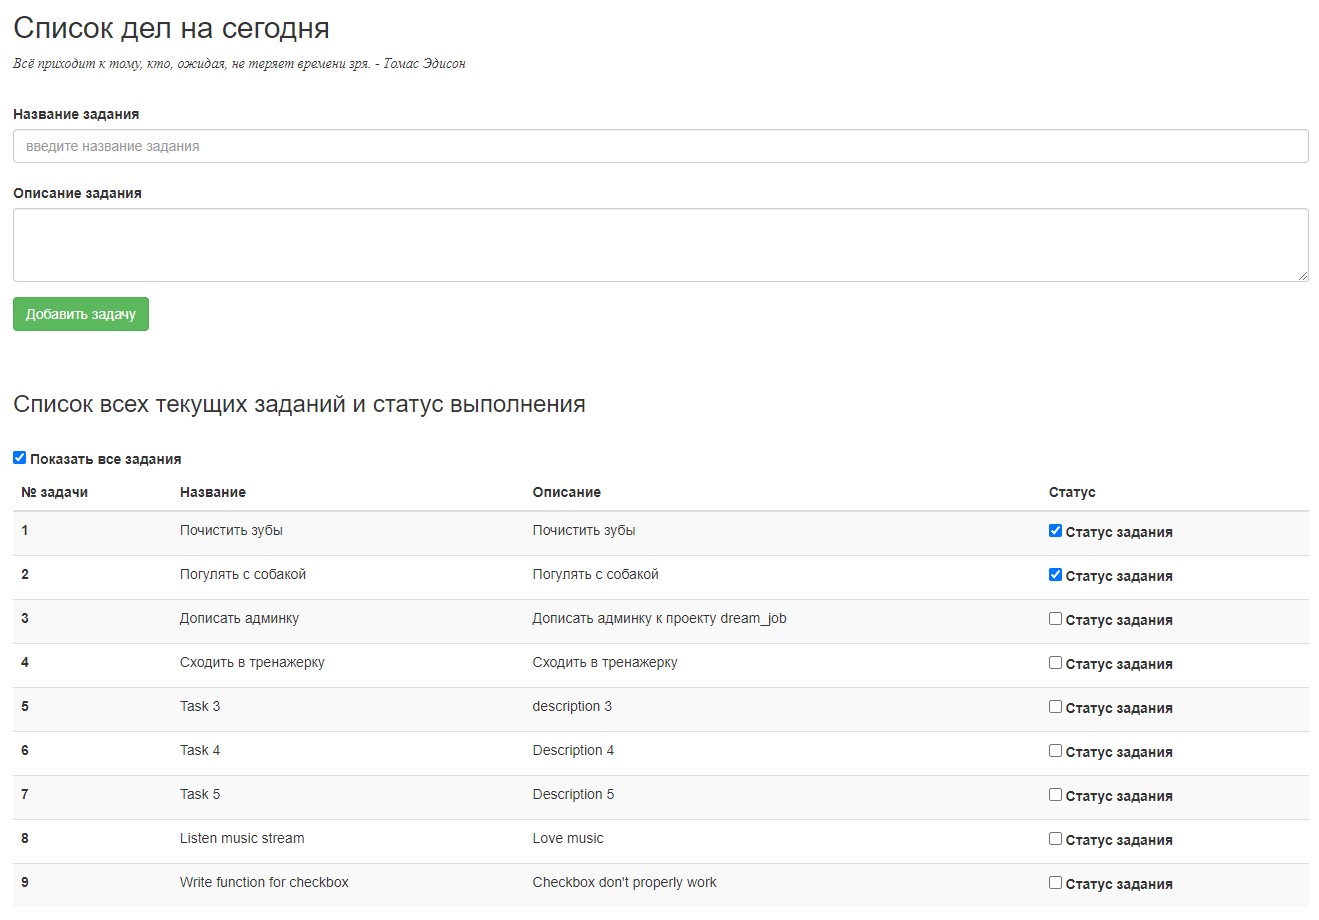 Список дел на сегодня
Всё приходит к тому, кто, ожидая, не теряет времени зря. - Томас Эдисон
Название задания
введите название задания
Описание задания
Добавить задачу
Список всех текущих заданий и статус выполнения
Показать все задания
№ задачи Название Описание Статус
1 Почистить зубы Почистить зубы Статус задания
2 Погулять с собакой Погулять с собакой Статус задания
3 Дописать админку Дописать админку к проекту dream_job Статус задания
4 Сходить в тренажерку Сходить в тренажерку Статус задания
5 Task 3 description 3 Статус задания
6 Task 4 Description 4 Статус задания
7 Task 5 Description 5 Статус задания
8 Listen music stream Love music Статус задания
9 Write function for checkbox Checkbox don't properly work Статус задания